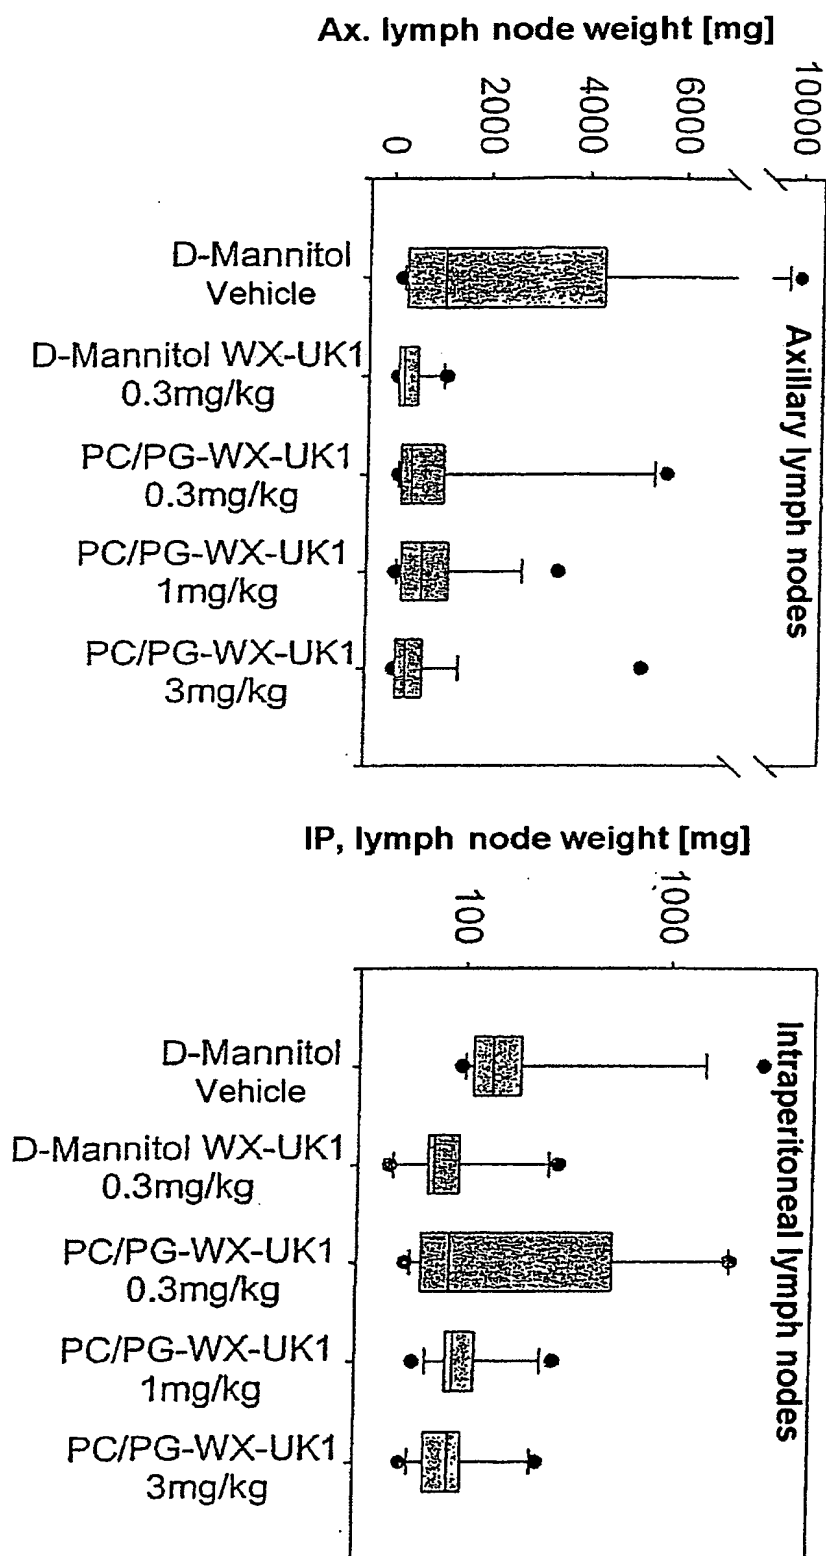 Ax. lymph node weight [mg]
0
2000
4000
6000
10000
Axillary lymph nodes
D-Mannitol
Vehicle
D-Mannitol WX-UK1
0.3mg/kg
PC/PG-WX-UK1
0.3mg/kg
PC/PG-WX-UK1
1mg/kg
PC/PG-WX-UK1
3mg/kg
IP, lymph node weight [mg]
100
1000
Intraperitoneal lymph nodes
D-Mannitol
Vehicle
D-Mannitol WX-UK1
0.3mg/kg
PC/PG-WX-UK1
0.3mg/kg
PC/PG-WX-UK1
1mg/kg
PC/PG-WX-UK1
3mg/kg